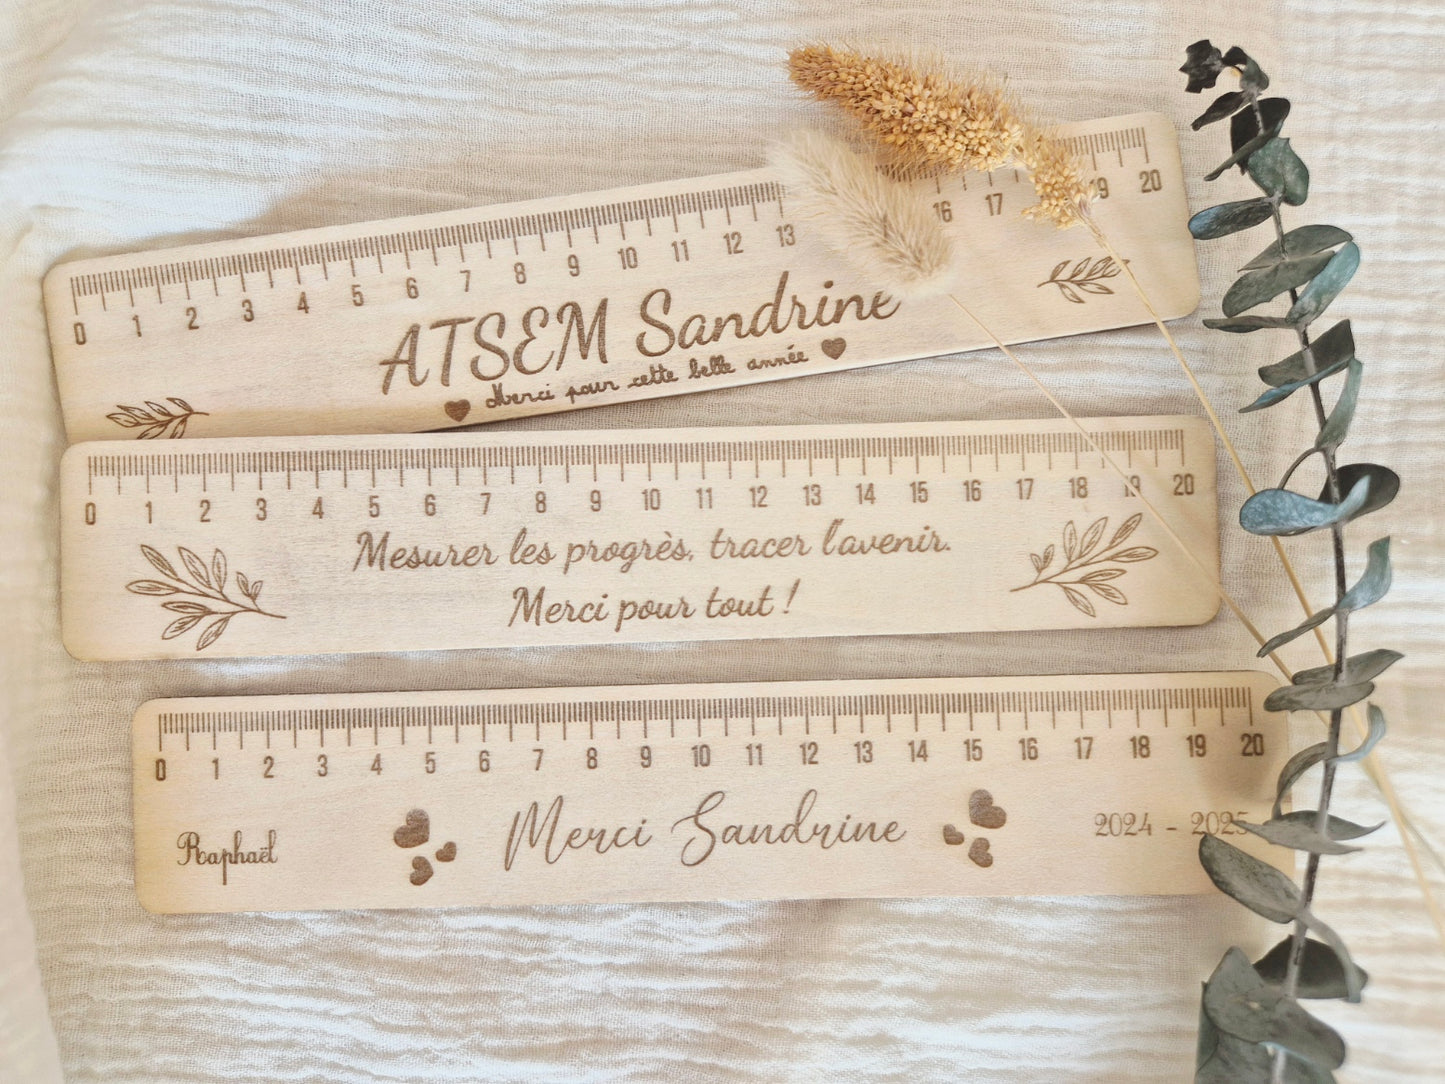 0 1 2 3 4 5 6 7 8 9 10 11 12 13 16 17 19 20
ATSEM Sandrine
Merci pour cette belle année
0 1 2 3 4 5 6 7 8 9 10 11 12 13 14 15 16 17 18 19 20
Mesurer les progrès, tracer l'avenir.
Merci pour tout !
0 1 2 3 4 5 6 7 8 9 10 11 12 13 14 15 16 17 18 19 20
Raphaël Merci Sandrine 2024 - 2025